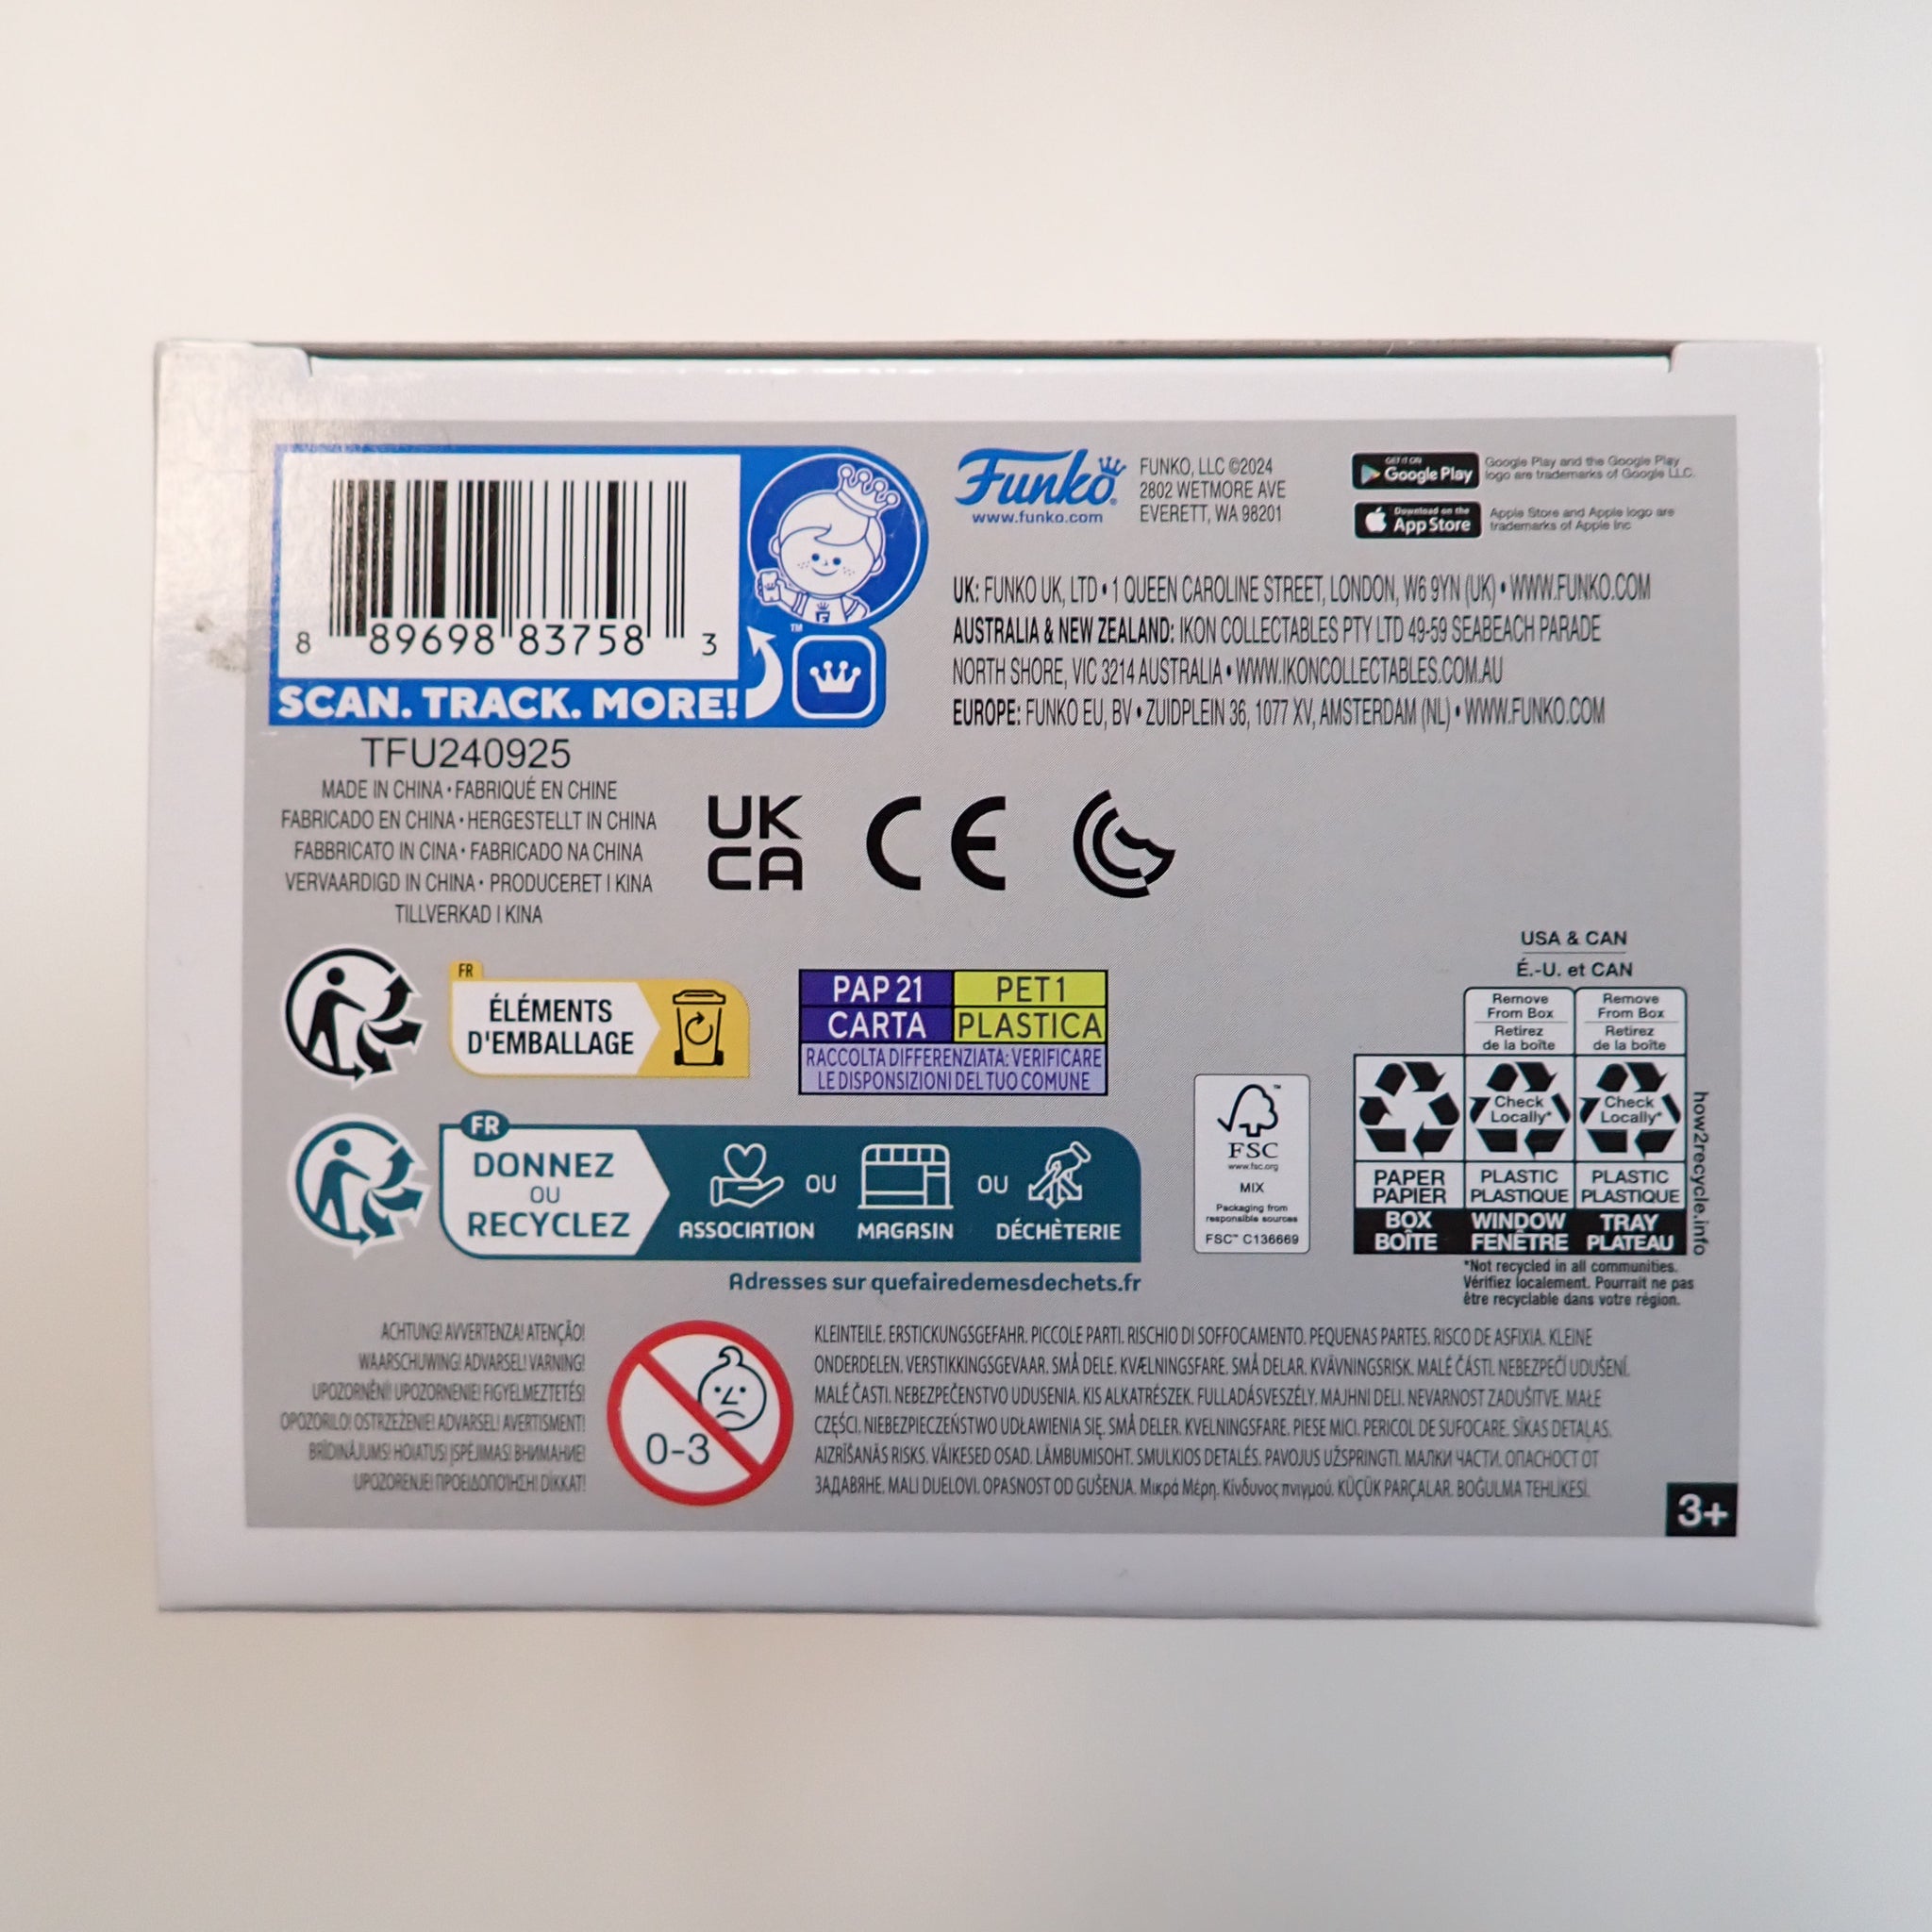 8 89698 83758 3
SCAN. TRACK. MORE!
™
TFU240925
MADE IN CHINA • FABRIQUÉ EN CHINE
FABRICADO EN CHINA • HERGESTELLT IN CHINA
FABBRICATO IN CINA • FABRICADO NA CHINA
VERVAARDIGD IN CHINA • PRODUCERET I KINA
TILLVERKAD I KINA
Funko®
www.funko.com
FUNKO, LLC ©2024
2802 WETMORE AVE
EVERETT, WA 98201
GET IT ON
Google Play
Google Play and the Google Play
logo are trademarks of Google LLC.
Download on the
App Store
Apple Store and Apple logo are
trademarks of Apple Inc
UK: FUNKO UK, LTD • 1 QUEEN CAROLINE STREET, LONDON, W6 9YN (UK) • WWW.FUNKO.COM
AUSTRALIA & NEW ZEALAND: IKON COLLECTABLES PTY LTD 49-59 SEABEACH PARADE
NORTH SHORE, VIC 3214 AUSTRALIA • WWW.IKONCOLLECTABLES.COM.AU
EUROPE: FUNKO EU, BV • ZUIDPLEIN 36, 1077 XV, AMSTERDAM (NL) • WWW.FUNKO.COM
UK
CA
CE
FR
ÉLÉMENTS
D'EMBALLAGE
PAP 21 PET 1
CARTA PLASTICA
RACCOLTA DIFFERENZIATA: VERIFICARE
LE DISPONSIZIONI DEL TUO COMUNE
FR
DONNEZ
OU
RECYCLEZ
OU OU
ASSOCIATION MAGASIN DÉCHÈTERIE
Adresses sur quefairedemesdechets.fr
™
FSC
www.fsc.org
MIX
Packaging from
responsible sources
FSC™ C136669
USA & CAN
É.-U. et CAN
Remove Remove
From Box From Box
Retirez Retirez
de la boîte de la boîte
Check Check
Locally* Locally*
PAPER PLASTIC PLASTIC
PAPIER PLASTIQUE PLASTIQUE
BOX WINDOW TRAY
BOÎTE FENÊTRE PLATEAU
how2recycle.info
*Not recycled in all communities.
Vérifiez localement. Pourrait ne pas
être recyclable dans votre région.
ACHTUNG! AVVERTENZA! ATENÇÃO!
WAARSCHUWING! ADVARSEL! VARNING!
UPOZORNĚNÍ! UPOZORNENIE! FIGYELMEZTETÉS!
OPOZORILO! OSTRZEŻENIE! ADVARSEL! AVERTISMENT!
BRĪDINĀJUMS! HOIATUS! ĮSPĖJIMAS! ВНИМАНИЕ!
UPOZORENJE! ΠΡΟΕΙΔΟΠΟΊΗΣΗ! DİKKAT!
0-3
KLEINTEILE. ERSTICKUNGSGEFAHR. PICCOLE PARTI. RISCHIO DI SOFFOCAMENTO. PEQUENAS PARTES. RISCO DE ASFIXIA. KLEINE
ONDERDELEN. VERSTIKKINGSGEVAAR. SMÅ DELE. KVÆLNINGSFARE. SMÅ DELAR. KVÄVNINGSRISK. MALÉ ČÁSTI. NEBEZPEČÍ UDUŠENÍ.
MALÉ ČASTI. NEBEZPEČENSTVO UDUSENIA. KIS ALKATRÉSZEK. FULLADÁSVESZÉLY. MAJHNI DELI. NEVARNOST ZADUŠITVE. MAŁE
CZĘŚCI. NIEBEZPIECZEŃSTWO UDŁAWIENIA SIĘ. SMÅ DELER. KVELNINGSFARE. PIESE MICI. PERICOL DE SUFOCARE. SĪKAS DETAĻAS.
AIZRĪŠANĀS RISKS. VÄIKESED OSAD. LÄMBUMISOHT. SMULKIOS DETALĖS. PAVOJUS UŽSPRINGTI. МАЛКИ ЧАСТИ. ОПАСНОСТ ОТ
ЗАДАВЯНЕ. MALI DIJELOVI. OPASNOST OD GUŠENJA. Μικρά Μέρη. Κίνδυνος πνιγμού. KÜÇÜK PARÇALAR. BOĞULMA TEHLİKESİ.
3+